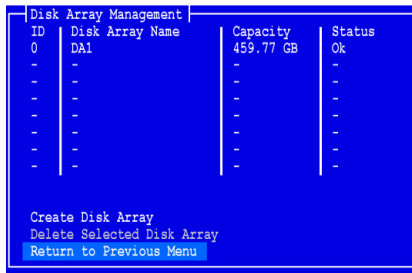 Disk Array Management
ID Disk Array Name Capacity Status
0 DA1 459.77 GB Ok
- - - -
- - - -
- - - -
- - - -
- - - -
- - - -
- - - -
Create Disk Array
Delete Selected Disk Array
Return to Previous Menu